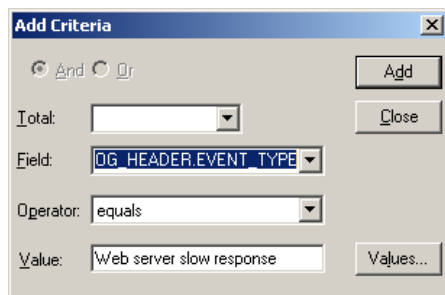 Add Criteria
And Or
Add
Total:
Close
Field: OG_HEADER.EVENT_TYPE
Operator: equals
Value: Web server slow response Values...